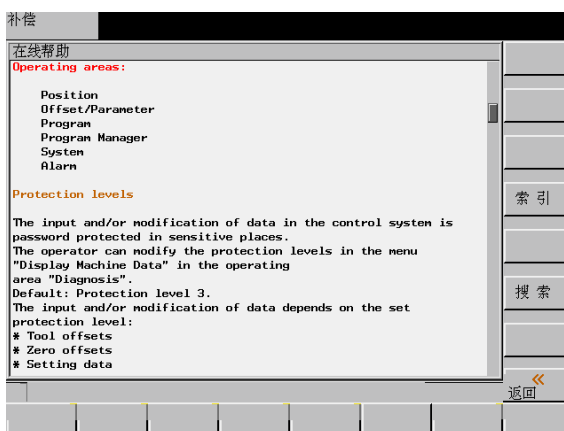 补偿
在线帮助
Operating areas:
Position
Offset/Parameter
Program
Program Manager
System
Alarm
Protection levels
The input and/or modification of data in the control system is
password protected in sensitive places.
The operator can modify the protection levels in the menu
"Display Machine Data" in the operating
area "Diagnosis".
Default: Protection level 3.
The input and/or modification of data depends on the set
protection level:
* Tool offsets
* Zero offsets
* Setting data
索引
搜索
«
返回